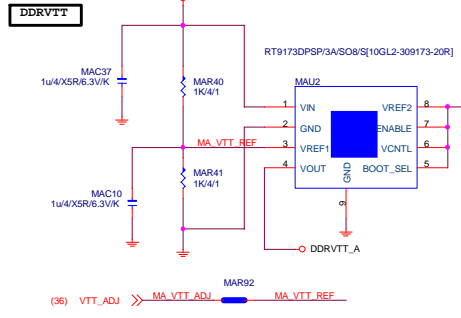 DDRVTT
RT9173DPSP/3A/SO8/S[10GL2-309173-20R]
MAC37
1u/4/X5R/6.3V/K
MAR40
1K/4/1
MAU2
1 VIN VREF2 8
2 GND ENABLE 7
MA_VTT_REF 3 VREF1 VCNTL 6
4 VOUT BOOT_SEL 5
GND
9
MAC10
1u/4/X5R/6.3V/K
MAR41
1K/4/1
DDRVTT_A
MAR92
(36) VTT_ADJ MA_VTT_ADJ MA_VTT_REF